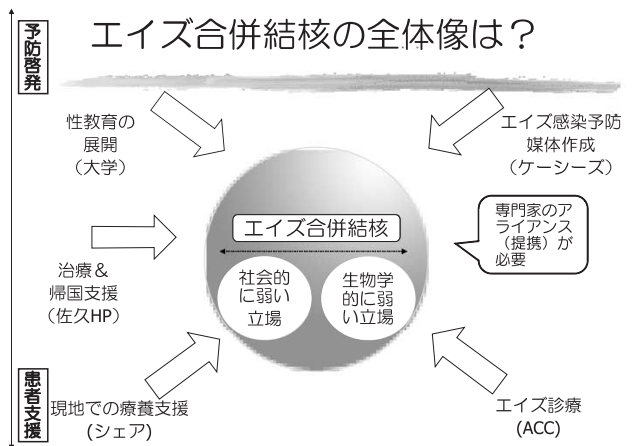 エイズ合併結核の全体像は？
予防啓発
性教育の
展開
（大学）
エイズ感染予防
媒体作成
（ケーシーズ）
エイズ合併結核
専門家のア
ライアンス
（提携）が
必要
社会的
に弱い
立場
生物学
的に弱
い立場
治療＆
帰国支援
（佐久HP）
患者支援
現地での療養支援
(シェア)
エイズ診療
(ACC)